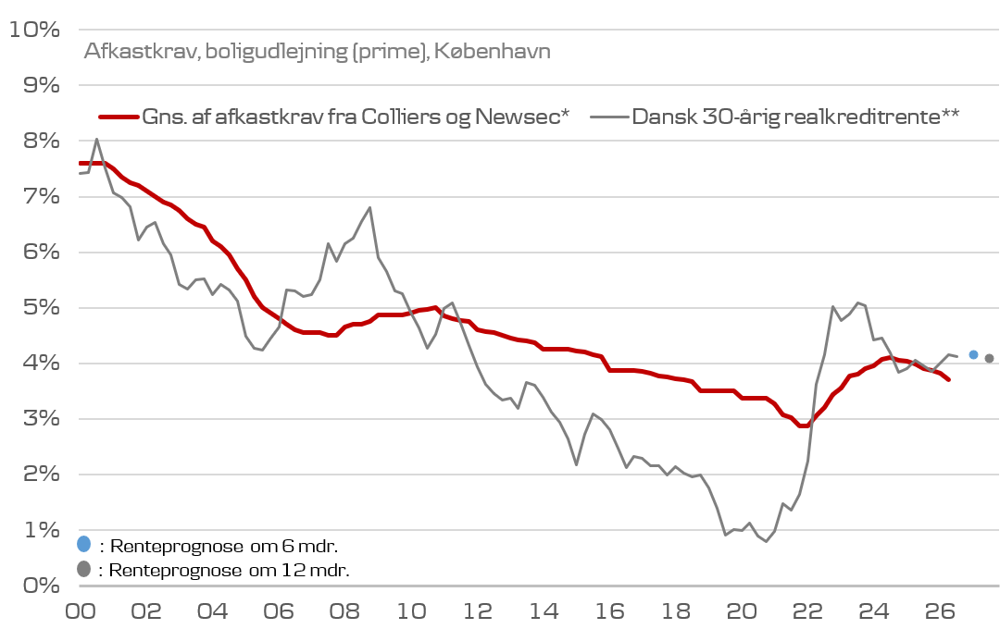 10%
Afkastkrav, boligudlejning (prime), København
9%
Gns. af afkastkrav fra Colliers og Newsec*
Dansk 30-årig realkreditrente**
8%
7%
6%
5%
4%
3%
2%
1%
: Renteprognose om 6 mdr.
: Renteprognose om 12 mdr.
0%
00 02 04 06 08 10 12 14 16 18 20 22 24 26